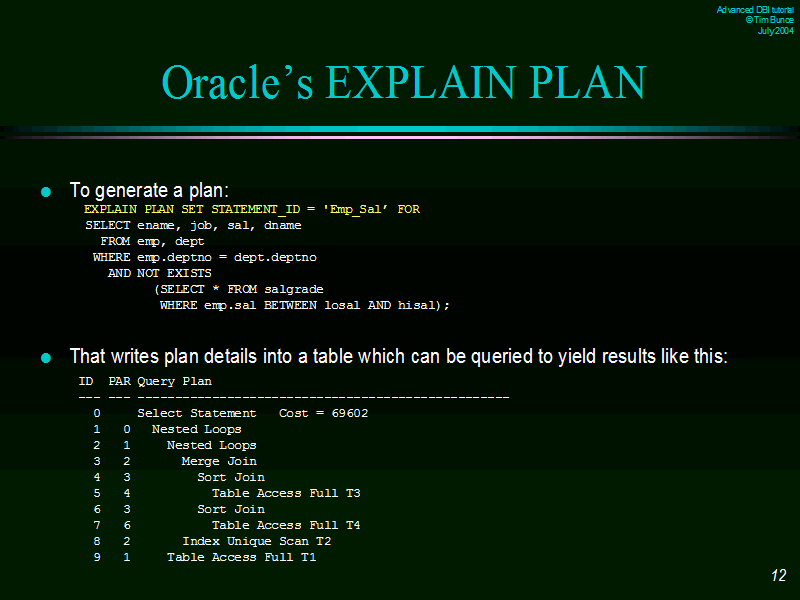 Advanced DBI tutorial
© Tim Bunce
July 2004
Oracle’s EXPLAIN PLAN
To generate a plan:
EXPLAIN PLAN SET STATEMENT_ID = 'Emp_Sal’ FOR
SELECT ename, job, sal, dname
FROM emp, dept
WHERE emp.deptno = dept.deptno
AND NOT EXISTS
(SELECT * FROM salgrade
WHERE emp.sal BETWEEN losal AND hisal);
That writes plan details into a table which can be queried to yield results like this:
ID PAR Query Plan
--- --- --------------------------------------------------
0 Select Statement Cost = 69602
1 0 Nested Loops
2 1 Nested Loops
3 2 Merge Join
4 3 Sort Join
5 4 Table Access Full T3
6 3 Sort Join
7 6 Table Access Full T4
8 2 Index Unique Scan T2
9 1 Table Access Full T1
12